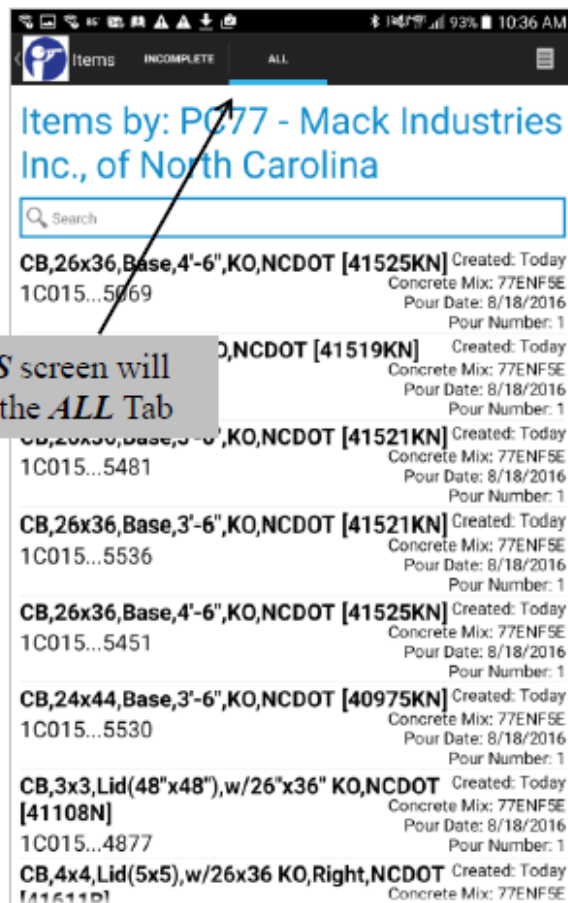 93% 10:36 AM
Items INCOMPLETE ALL
Items by: PC77 - Mack Industries
Inc., of North Carolina
Search
CB,26x36,Base,4'-6",KO,NCDOT [41525KN] Created: Today
1C015...5069 Concrete Mix: 77ENF5E
Pour Date: 8/18/2016
Pour Number: 1
S screen will
the ALL Tab
O,NCDOT [41519KN] Created: Today
Concrete Mix: 77ENF5E
Pour Date: 8/18/2016
Pour Number: 1
KO,NCDOT [41521KN] Created: Today
1C015...5481 Concrete Mix: 77ENF5E
Pour Date: 8/18/2016
Pour Number: 1
CB,26x36,Base,3'-6",KO,NCDOT [41521KN] Created: Today
1C015...5536 Concrete Mix: 77ENF5E
Pour Date: 8/18/2016
Pour Number: 1
CB,26x36,Base,4'-6",KO,NCDOT [41525KN] Created: Today
1C015...5451 Concrete Mix: 77ENF5E
Pour Date: 8/18/2016
Pour Number: 1
CB,24x44,Base,3'-6",KO,NCDOT [40975KN] Created: Today
1C015...5530 Concrete Mix: 77ENF5E
Pour Date: 8/18/2016
Pour Number: 1
CB,3x3,Lid(48"x48"),w/26"x36" KO,NCDOT Created: Today
[41108N] Concrete Mix: 77ENF5E
Pour Date: 8/18/2016
1C015...4877 Pour Number: 1
CB,4x4,Lid(5x5),w/26x36 KO,Right,NCDOT Created: Today
Concrete Mix: 77ENF5E